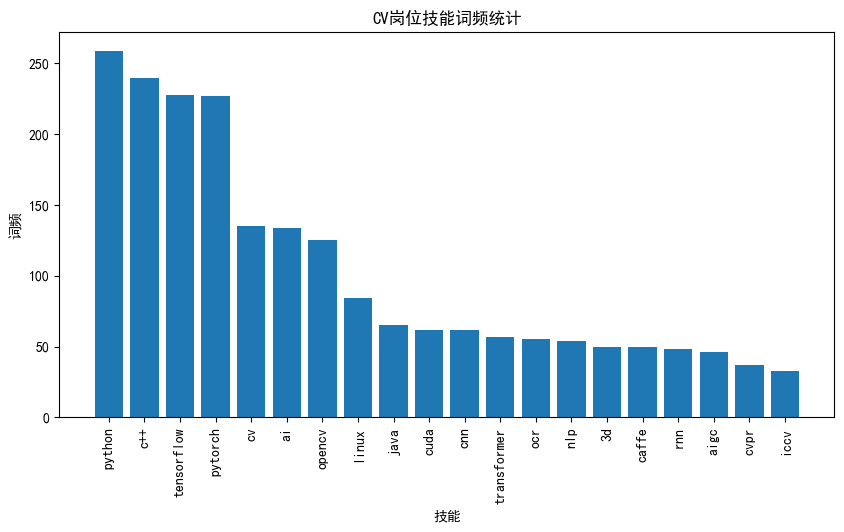 CV岗位技能词频统计
词频
250
200
150
100
50
0
python
c++
tensorflow
pytorch
cv
ai
opencv
linux
java
cuda
cnn
transformer
ocr
nlp
3d
caffe
rnn
aigc
cvpr
iccv
技能